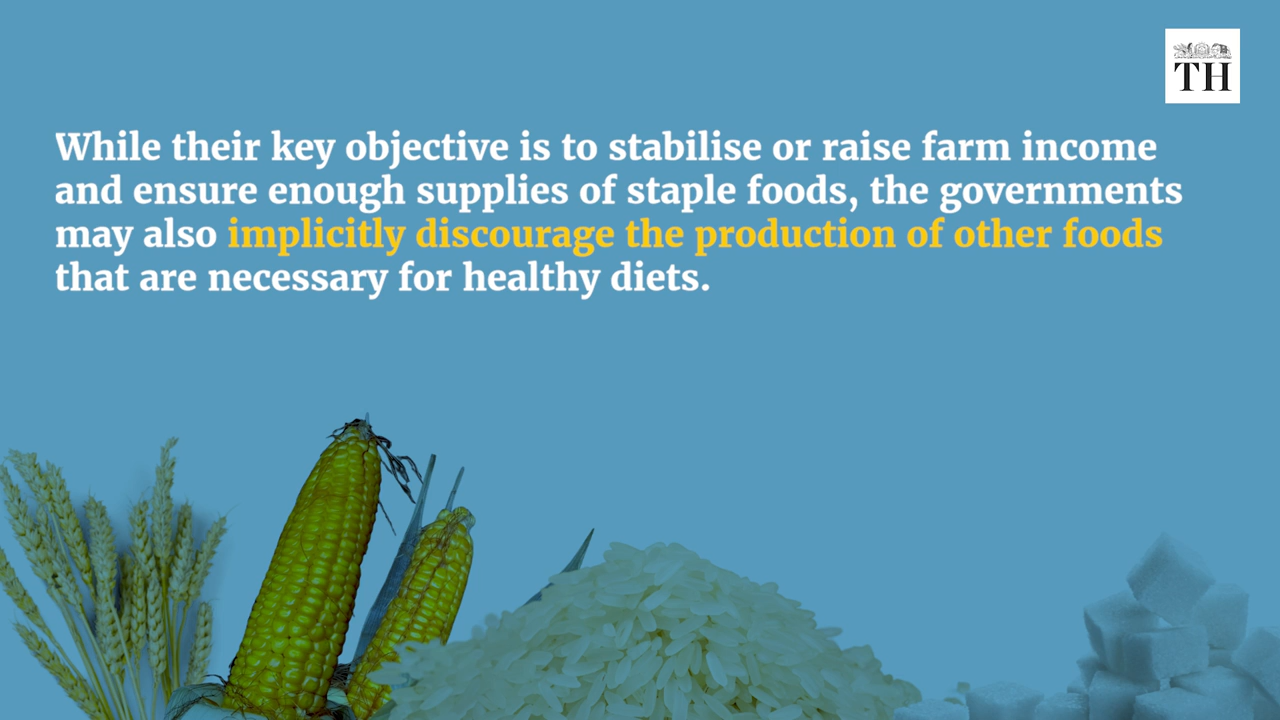 TH
While their key objective is to stabilise or raise farm income
and ensure enough supplies of staple foods, the governments
may also implicitly discourage the production of other foods
that are necessary for healthy diets.